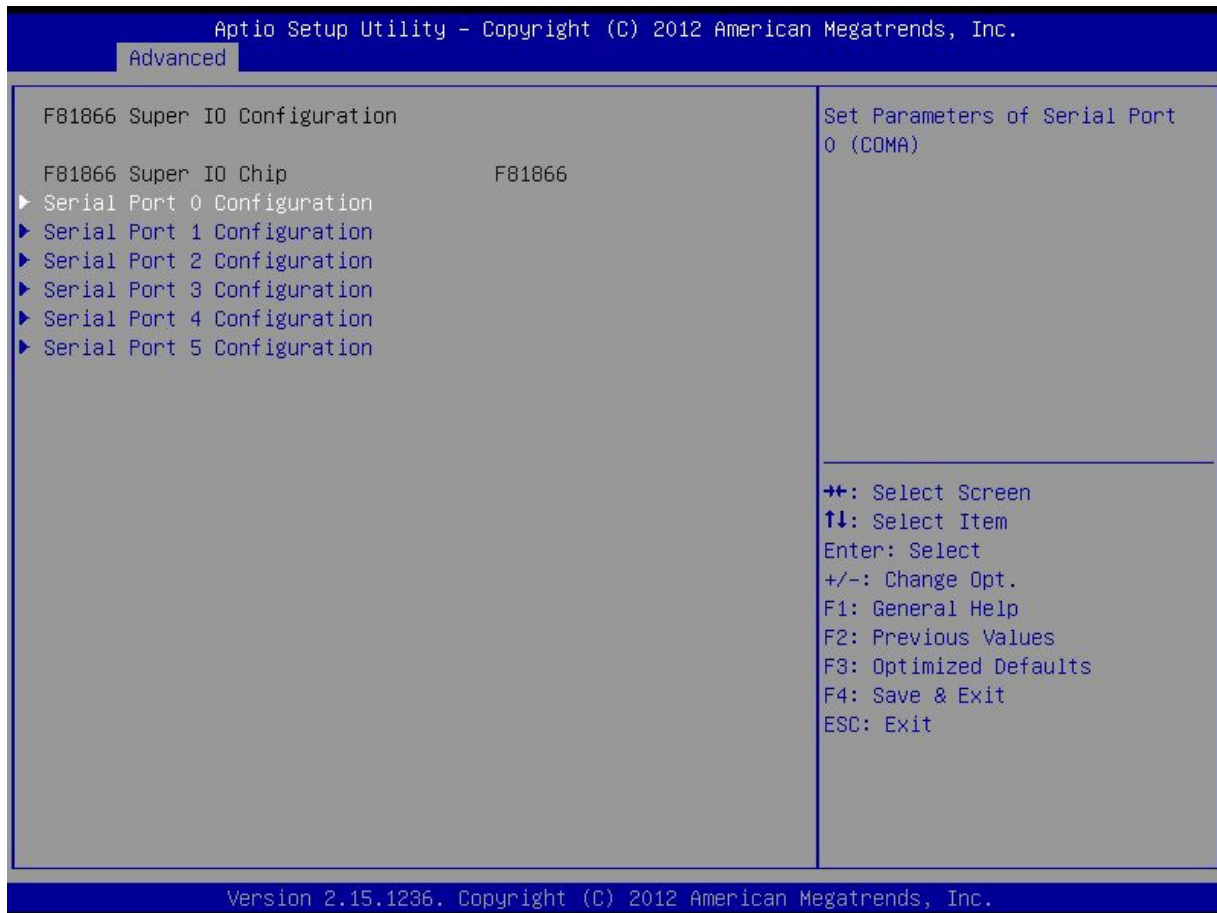 Aptio Setup Utility – Copyright (C) 2012 American Megatrends, Inc.
Advanced
F81866 Super IO Configuration
F81866 Super IO Chip F81866
Serial Port 0 Configuration
Serial Port 1 Configuration
Serial Port 2 Configuration
Serial Port 3 Configuration
Serial Port 4 Configuration
Serial Port 5 Configuration
Set Parameters of Serial Port
0 (COMA)
→←: Select Screen
↑↓: Select Item
Enter: Select
+/-: Change Opt.
F1: General Help
F2: Previous Values
F3: Optimized Defaults
F4: Save & Exit
ESC: Exit
Version 2.15.1236. Copyright (C) 2012 American Megatrends, Inc.